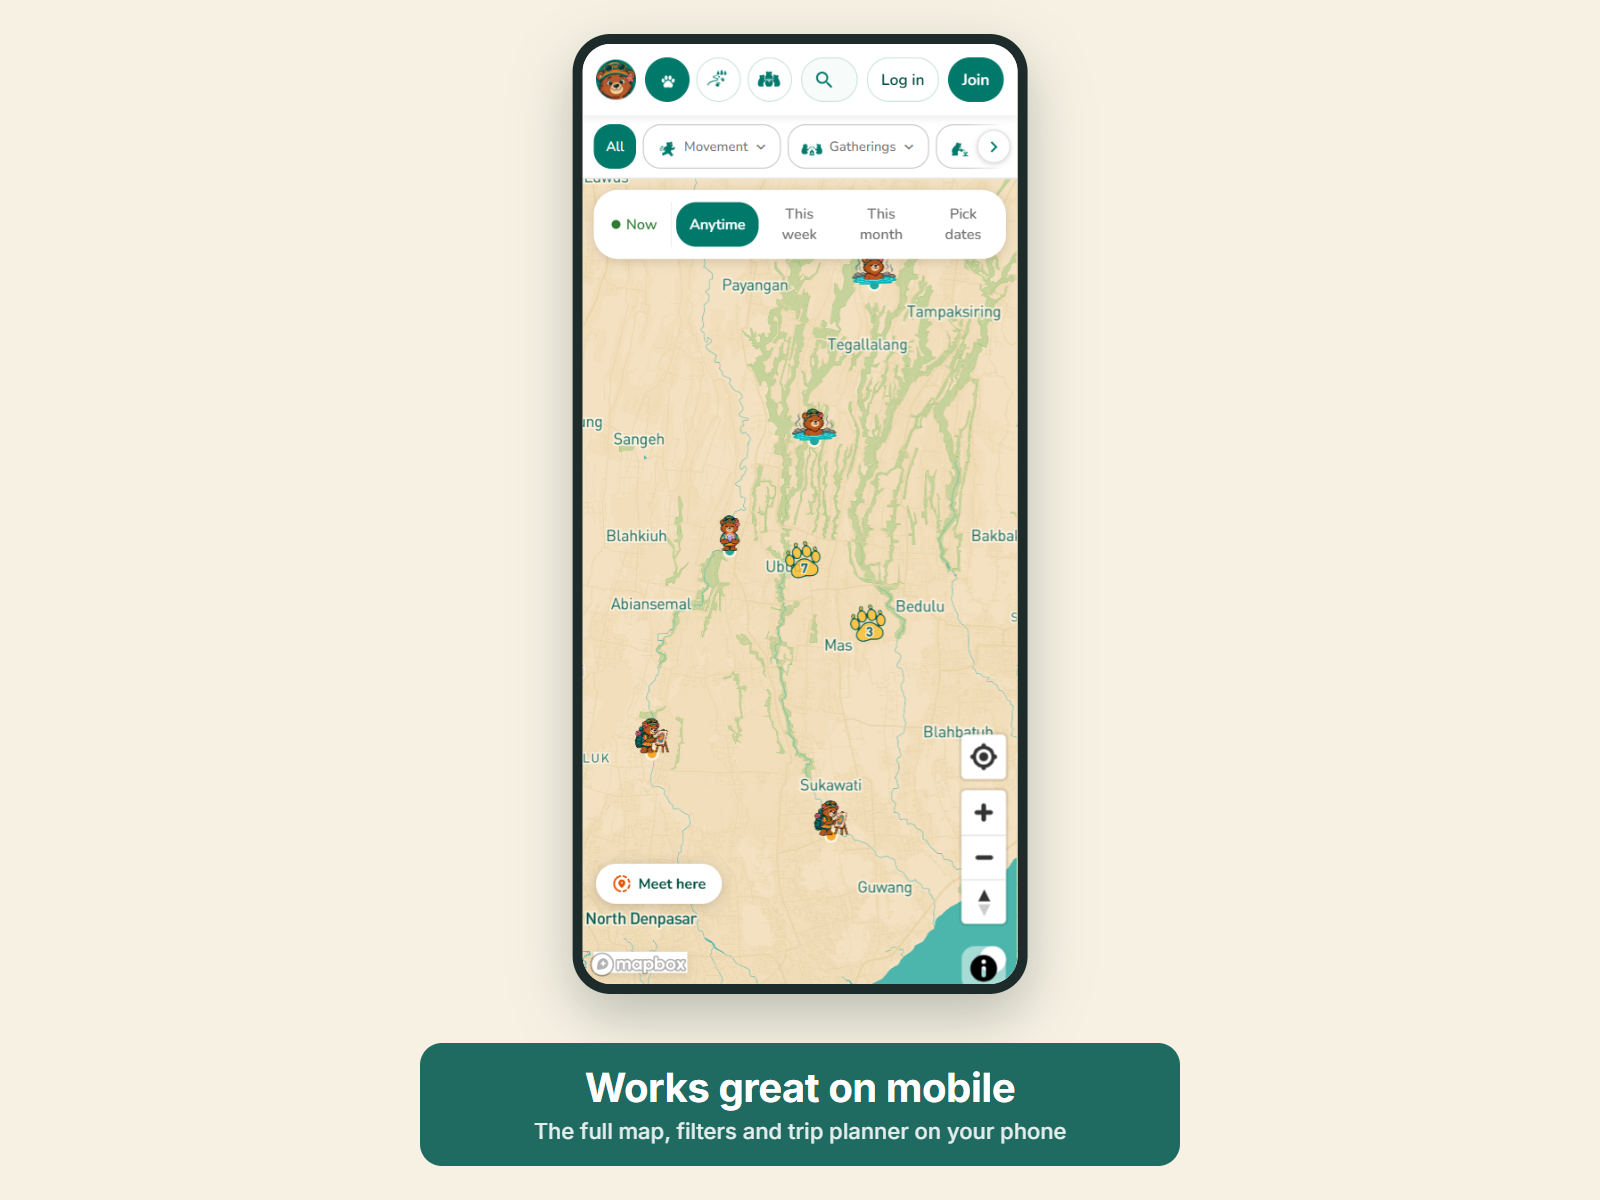 Log in
Join
All
Movement
Gatherings
Now
Anytime
This week
This month
Pick dates
Payangan
Tampaksiring
Tegallalang
Sangeh
Blahkiuh
7
Abiansemal
Bedulu
3
Mas
Blahbatuh
LUK
Sukawati
Meet here
Guwang
North Denpasar
mapbox
Works great on mobile
The full map, filters and trip planner on your phone